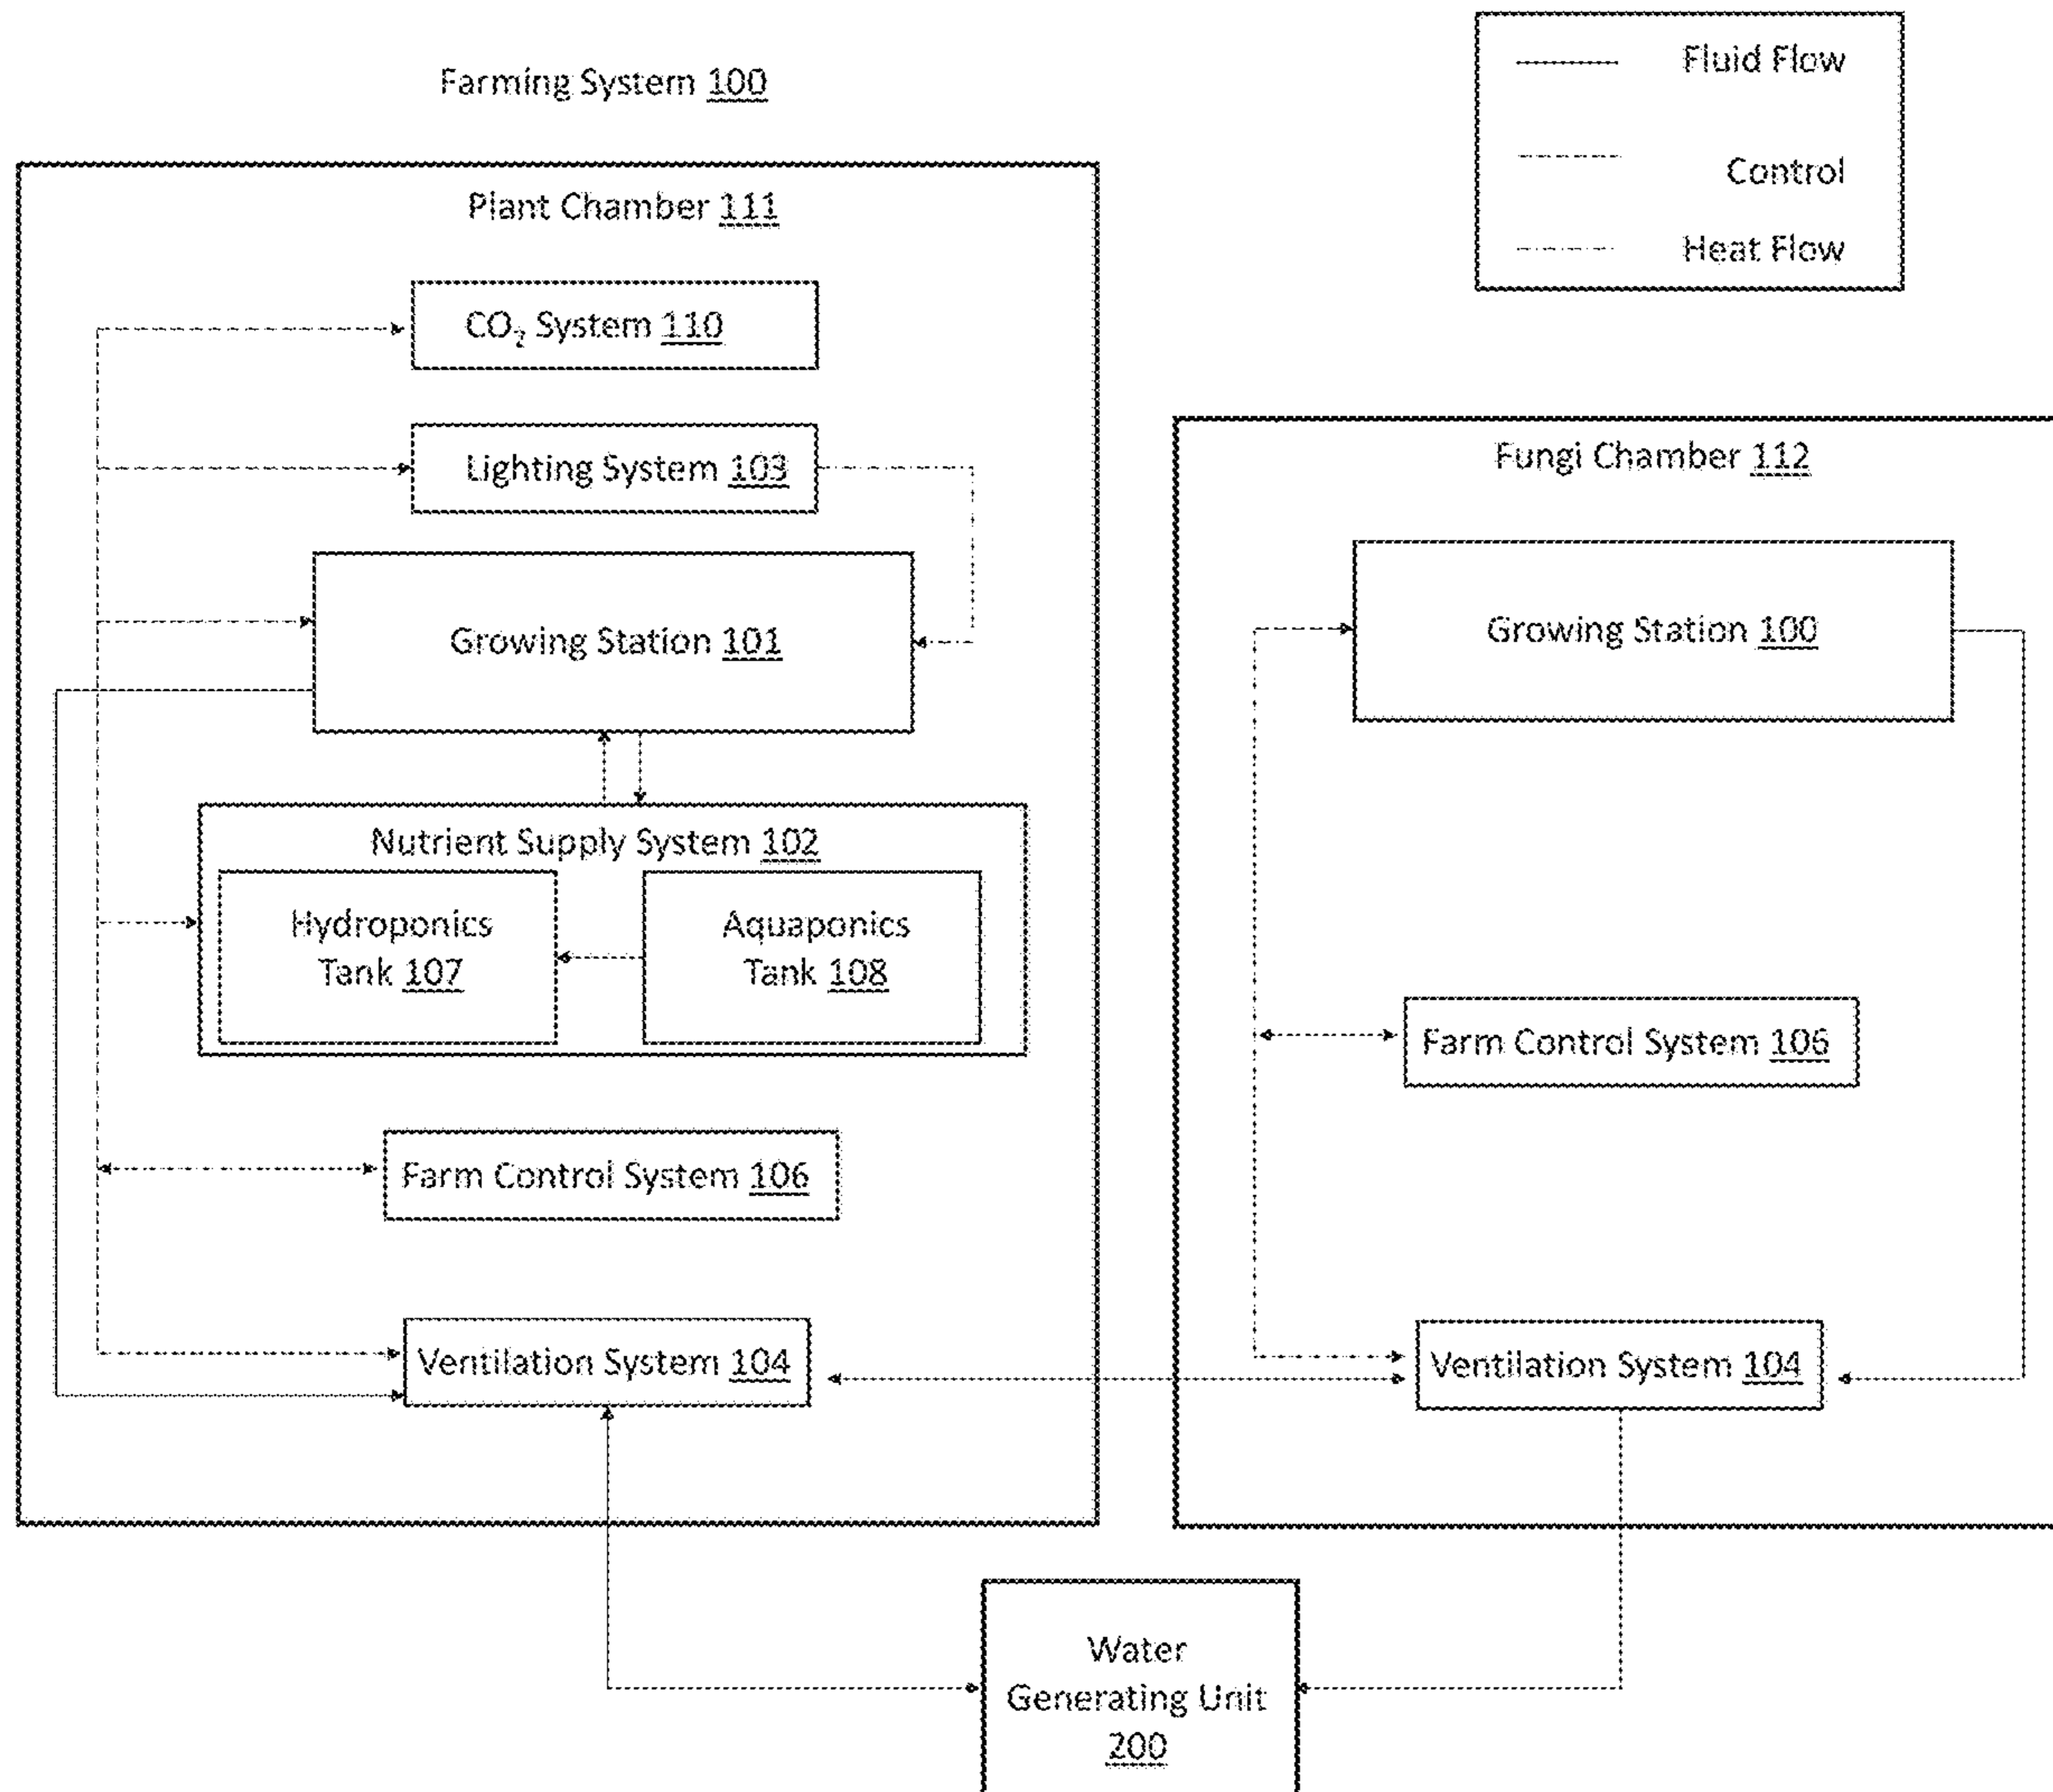 Farming System 100
Fluid Flow
Control
Heat Flow
Plant Chamber 111
CO₂ System 110
Lighting System 103
Growing Station 101
Nutrient Supply System 102
Hydroponics
Tank 107
Aquaponics
Tank 108
Farm Control System 106
Ventilation System 104
Fungi Chamber 112
Growing Station 100
Farm Control System 106
Ventilation System 104
Water
Generating Unit
200